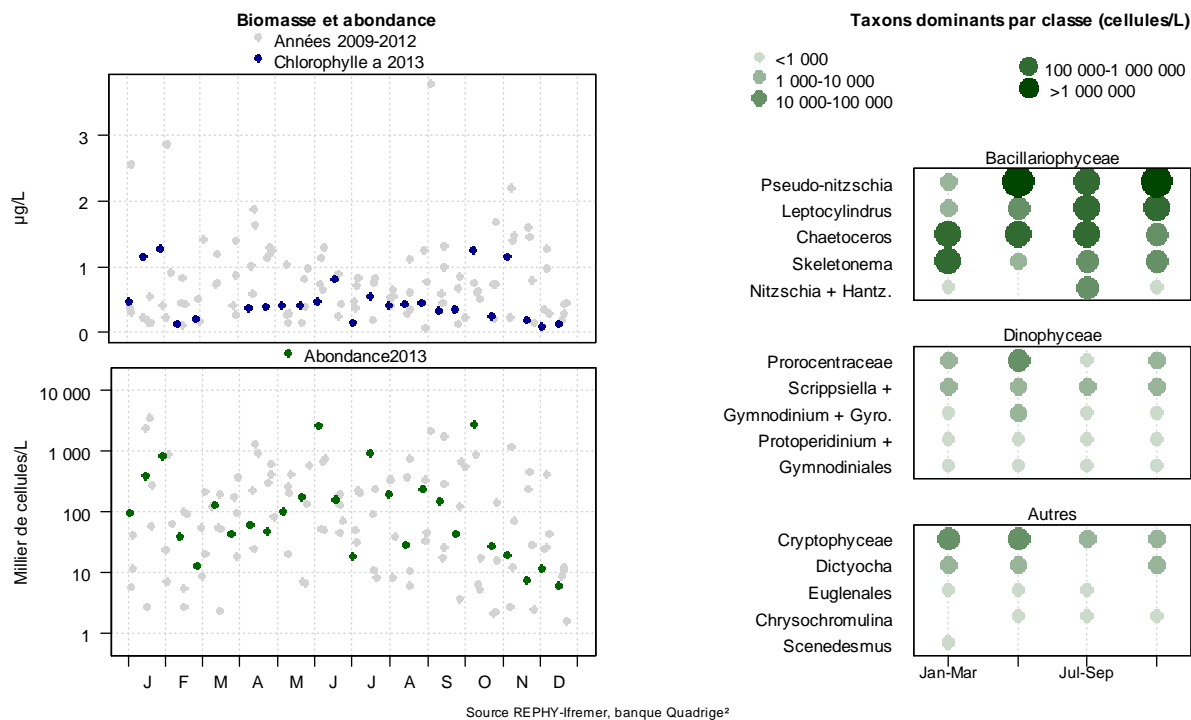 Biomasse et abondance
Années 2009-2012
Chlorophylle a 2013
µg/L
3
2
1
0
Abondance2013
Millier de cellules/L
10 000
1 000
100
10
1
J F M A M J J A S O N D
Taxons dominants par classe (cellules/L)
<1 000
1 000-10 000
10 000-100 000
100 000-1 000 000
>1 000 000
Bacillariophyceae
Pseudo-nitzschia
Leptocylindrus
Chaetoceros
Skeletonema
Nitzschia + Hantz.
Dinophyceae
Prorocentraceae
Scrippsiella +
Gymnodinium + Gyro.
Protoperidinium +
Gymnodiniales
Autres
Cryptophyceae
Dictyocha
Euglenales
Chrysochromulina
Scenedesmus
Jan-Mar Jul-Sep
Source REPHY-Ifremer, banque Quadrige²